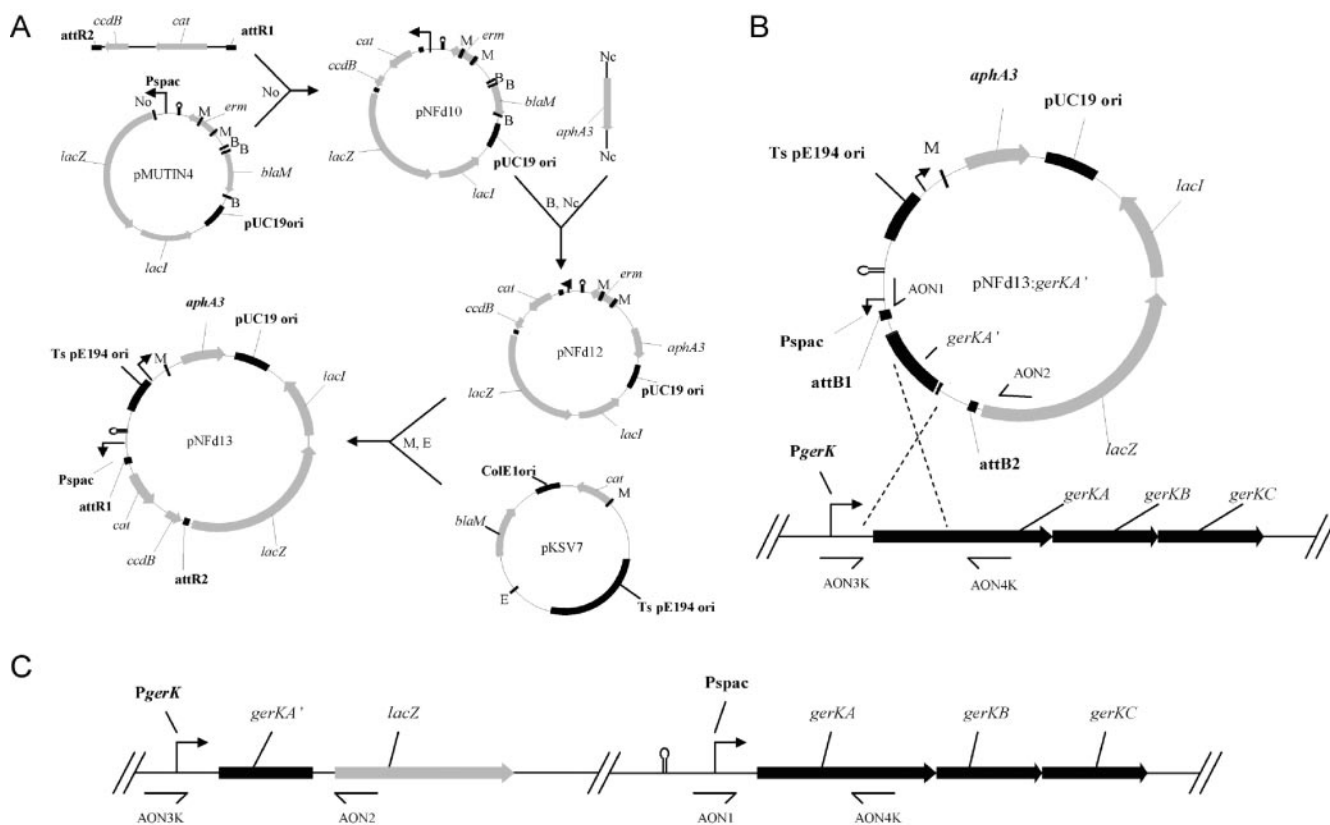 A
ccdB
cat
attR2
attR1
Pspac
No
M
erm
M
B
B
lacZ
pMUTIN4
blaM
B
pUC19ori
lacI
No
cat
M
erm
M
ccdB
B
B
pNFd10
blaM
B
lacZ
pUC19 ori
lacI
Nc
aphA3
Nc
B, Nc
cat
M
erm
M
ccdB
pNFd12
aphA3
lacZ
pUC19 ori
lacI
M, E
ColE1ori
cat
M
blaM
pKSV7
E
Ts pE194 ori
aphA3
pUC19 ori
Ts pE194 ori
M
lacI
pNFd13
Pspac
attR1
cat
ccdB
lacZ
attR2
B
aphA3
pUC19 ori
Ts pE194 ori
M
lacI
pNFd13:gerKA'
AON1
Pspac
gerKA'
attB1
AON2
attB2
lacZ
PgerK
gerKA
gerKB
gerKC
AON3K
AON4K
C
PgerK
gerKA'
lacZ
Pspac
gerKA
gerKB
gerKC
AON3K
AON2
AON1
AON4K